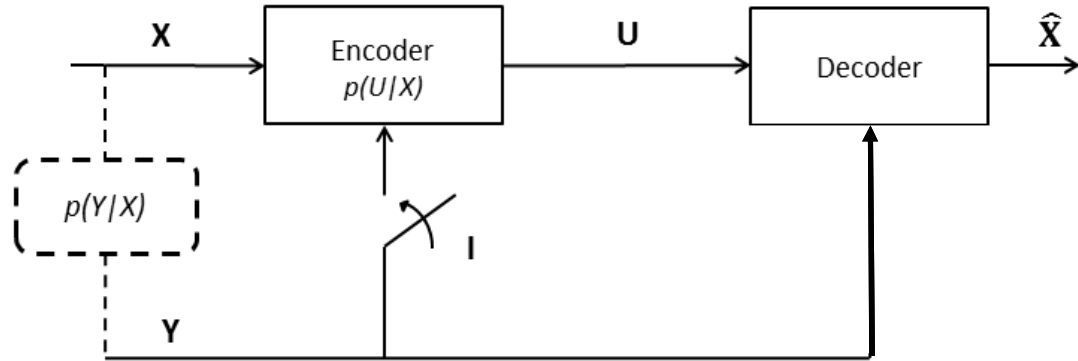 X
Encoder
p(U|X)
U
Decoder
X̂
p(Y|X)
I
Y